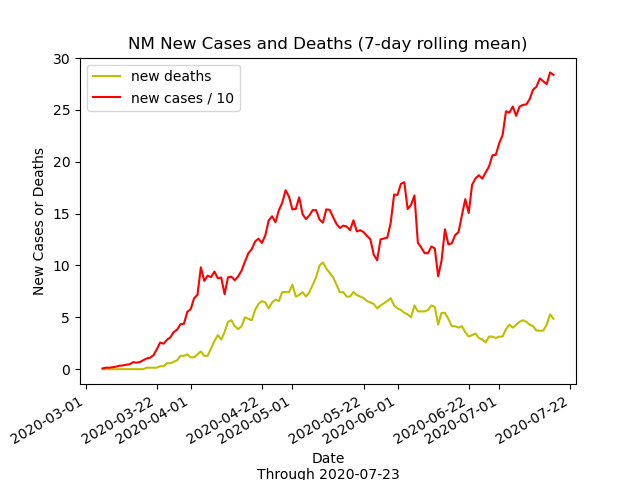 NM New Cases and Deaths (7-day rolling mean)
new deaths
new cases / 10
New Cases or Deaths
30
25
20
15
10
5
0
2020-03-01
2020-03-22
2020-04-01
2020-04-22
2020-05-01
2020-05-22
2020-06-01
2020-06-22
2020-07-01
2020-07-22
Date
Through 2020-07-23